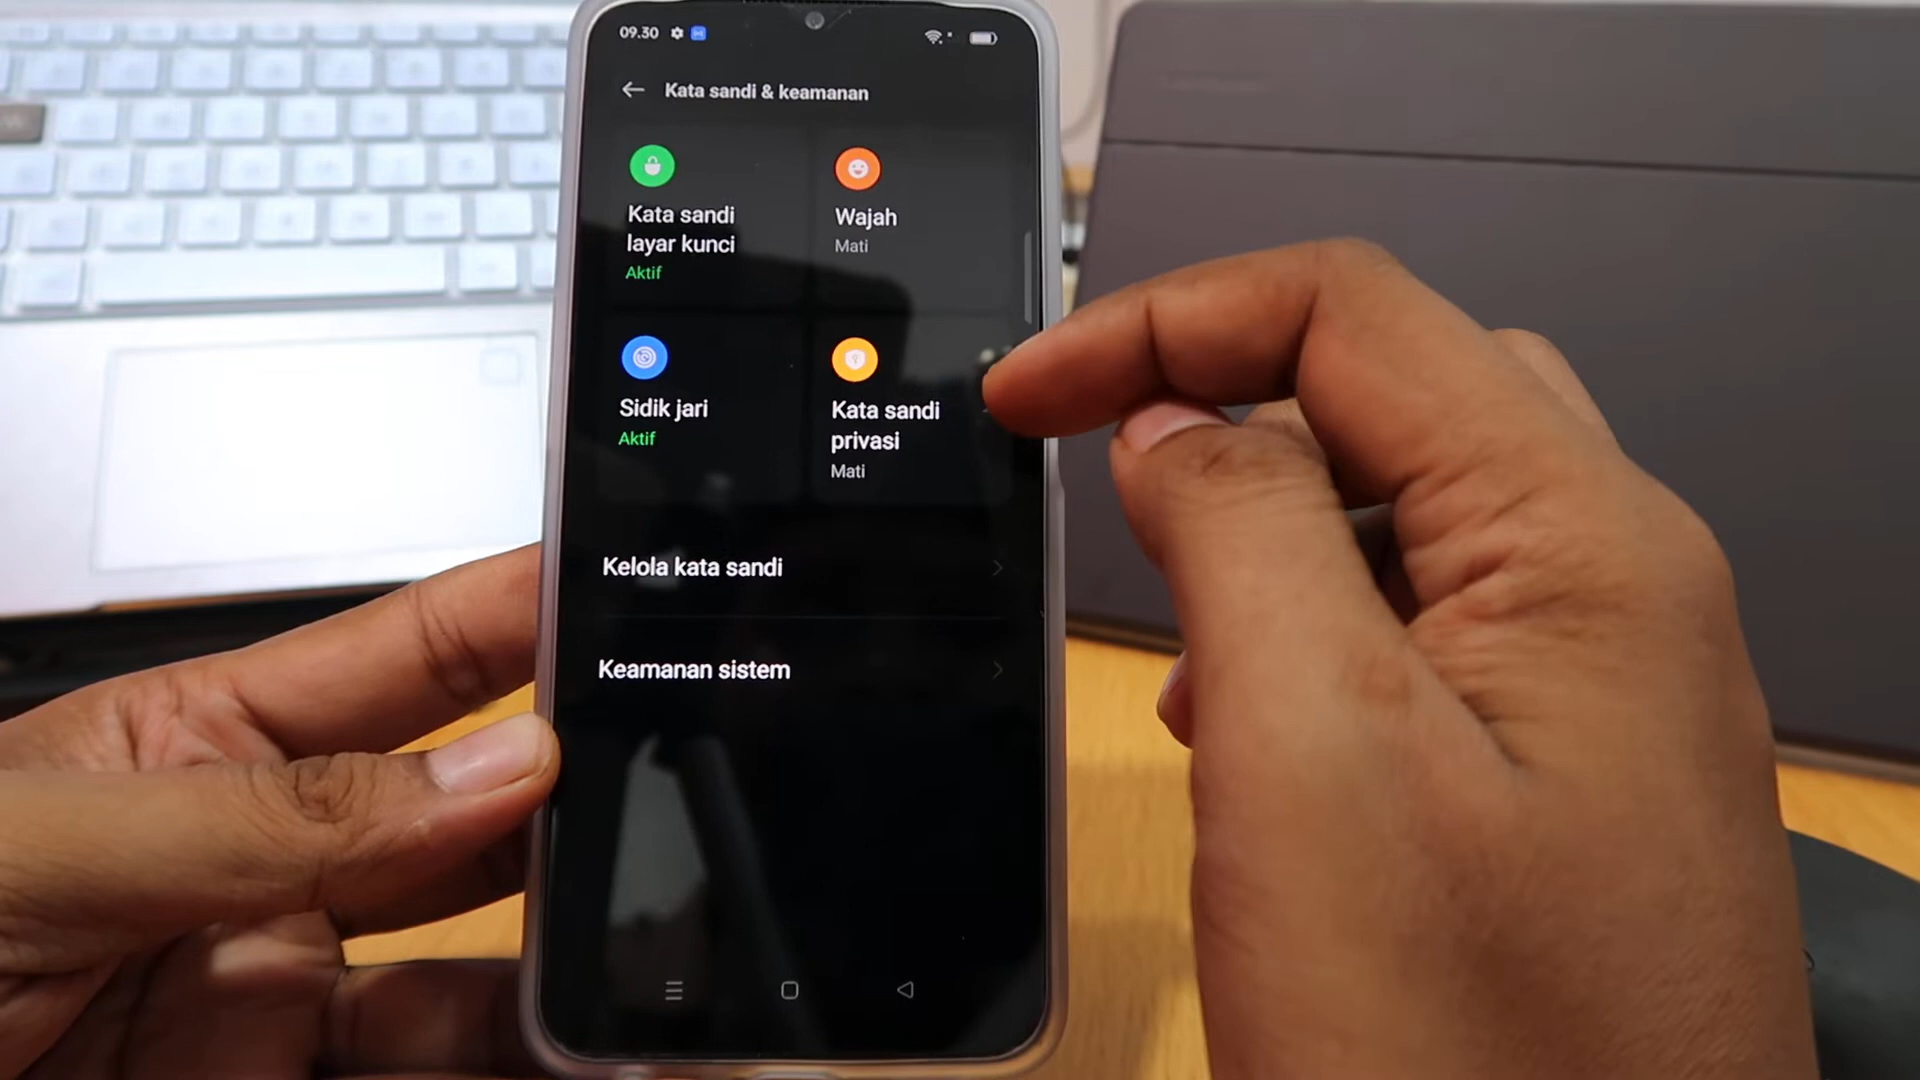 09.30
Kata sandi & keamanan
Kata sandi
layar kunci
Aktif
Wajah
Mati
Sidik jari
Aktif
Kata sandi
privasi
Mati
Kelola kata sandi
Keamanan sistem